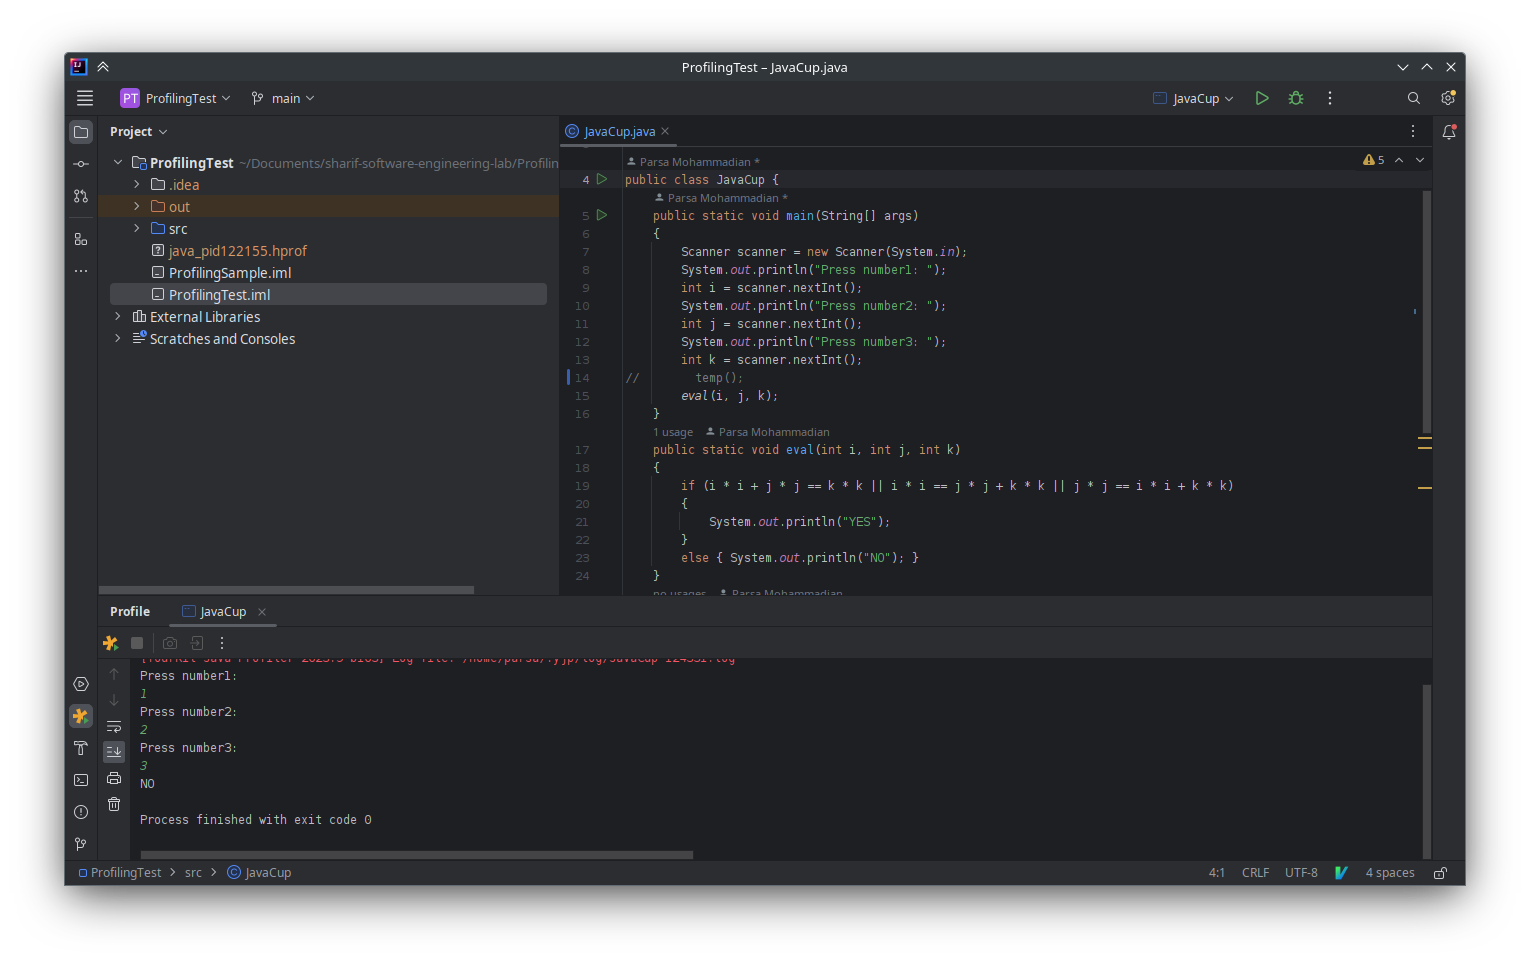 ProfilingTest – JavaCup.java
PT ProfilingTest main JavaCup
Project
ProfilingTest ~/Documents/sharif-software-engineering-lab/Profilin
.idea
out
src
java_pid122155.hprof
ProfilingSample.iml
ProfilingTest.iml
External Libraries
Scratches and Consoles
JavaCup.java
Parsa Mohammadian *
5
4 public class JavaCup {
Parsa Mohammadian *
5 public static void main(String[] args)
6 {
7 Scanner scanner = new Scanner(System.in);
8 System.out.println("Press number1: ");
9 int i = scanner.nextInt();
10 System.out.println("Press number2: ");
11 int j = scanner.nextInt();
12 System.out.println("Press number3: ");
13 int k = scanner.nextInt();
14 // temp();
15 eval(i, j, k);
16 }
1 usage Parsa Mohammadian
17 public static void eval(int i, int j, int k)
18 {
19 if (i * i + j * j == k * k || i * i == j * j + k * k || j * j == i * i + k * k)
20 {
21 System.out.println("YES");
22 }
23 else { System.out.println("NO"); }
24 }
no usages Parsa Mohammadian
Profile JavaCup
Press number1:
1
Press number2:
2
Press number3:
3
NO
Process finished with exit code 0
ProfilingTest src JavaCup
4:1 CRLF UTF-8 4 spaces